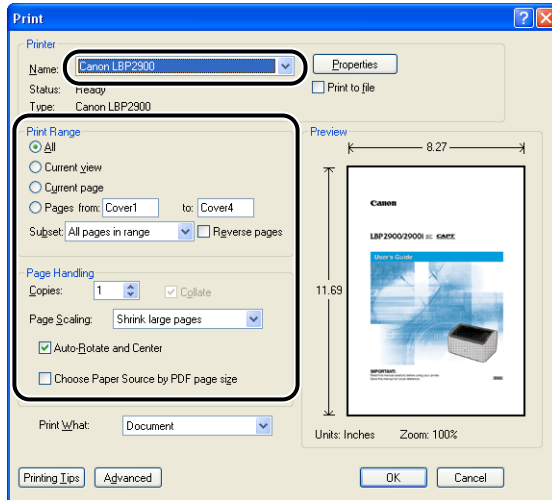 Print
Printer
Name: Canon LBP2900 Properties
Status: Ready Print to file
Type: Canon LBP2900
Print Range
All
Current view
Current page
Pages from: Cover1 to: Cover4
Subset: All pages in range Reverse pages
Page Handling
Copies: 1 Collate
Page Scaling: Shrink large pages
Auto-Rotate and Center
Choose Paper Source by PDF page size
Print What: Document
Preview
8.27
11.69
Canon
LBP2900/2900i CAPT
User's Guide
IMPORTANT:
Units: Inches Zoom: 100%
Printing Tips Advanced OK Cancel